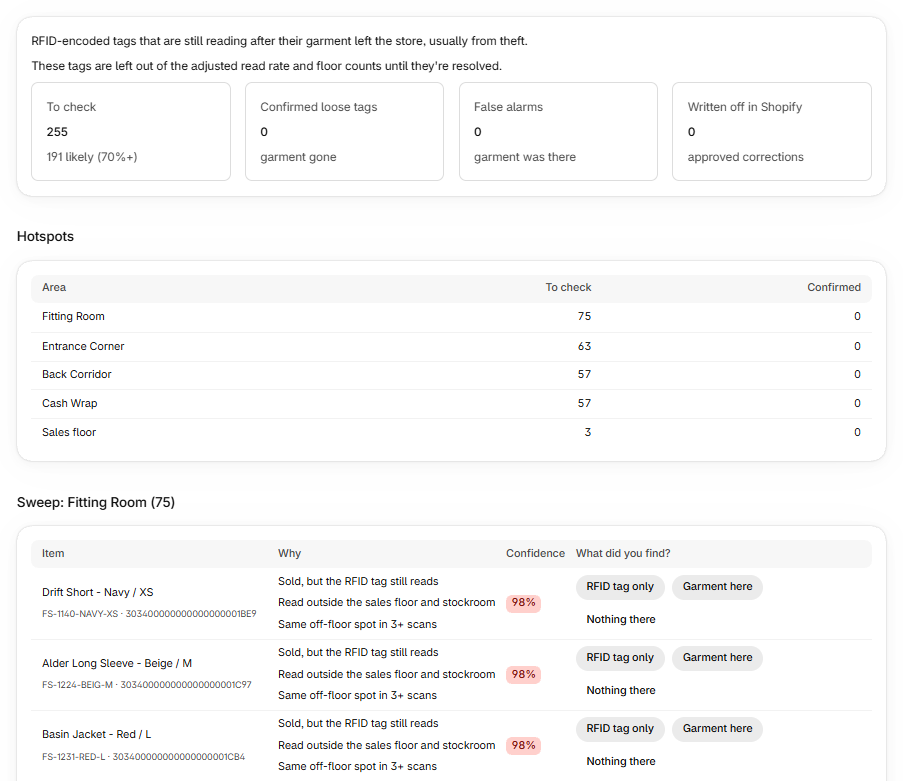 RFID-encoded tags that are still reading after their garment left the store, usually from theft.
These tags are left out of the adjusted read rate and floor counts until they're resolved.
To check
255
191 likely (70%+)
Confirmed loose tags
0
garment gone
False alarms
0
garment was there
Written off in Shopify
0
approved corrections
Hotspots
Area To check Confirmed
Fitting Room 75 0
Entrance Corner 63 0
Back Corridor 57 0
Cash Wrap 57 0
Sales floor 3 0
Sweep: Fitting Room (75)
Item Why Confidence What did you find?
Drift Short - Navy / XS
FS-1140-NAVY-XS · 303400000000000000001BE9
Sold, but the RFID tag still reads
Read outside the sales floor and stockroom
Same off-floor spot in 3+ scans
98%
RFID tag only Garment here
Nothing there
Alder Long Sleeve - Beige / M
FS-1224-BEIG-M · 303400000000000000001C97
Sold, but the RFID tag still reads
Read outside the sales floor and stockroom
Same off-floor spot in 3+ scans
98%
RFID tag only Garment here
Nothing there
Basin Jacket - Red / L
FS-1231-RED-L · 303400000000000000001CB4
Sold, but the RFID tag still reads
Read outside the sales floor and stockroom
Same off-floor spot in 3+ scans
98%
RFID tag only Garment here
Nothing there